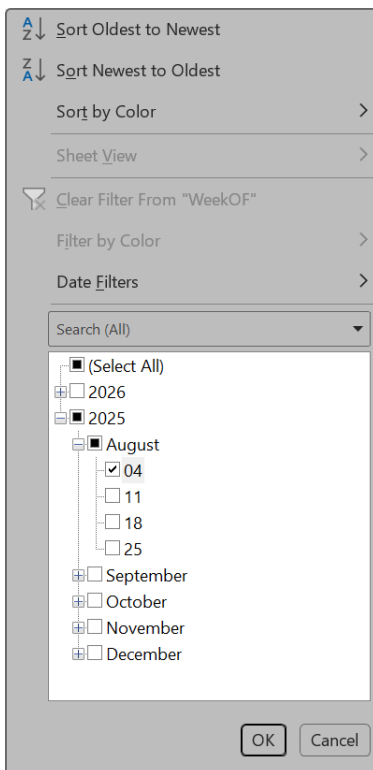 Sort Oldest to Newest
Sort Newest to Oldest
Sort by Color
Sheet View
Clear Filter From "WeekOF"
Filter by Color
Date Filters
Search (All)
(Select All)
2026
2025
August
04
11
18
25
September
October
November
December
OK Cancel